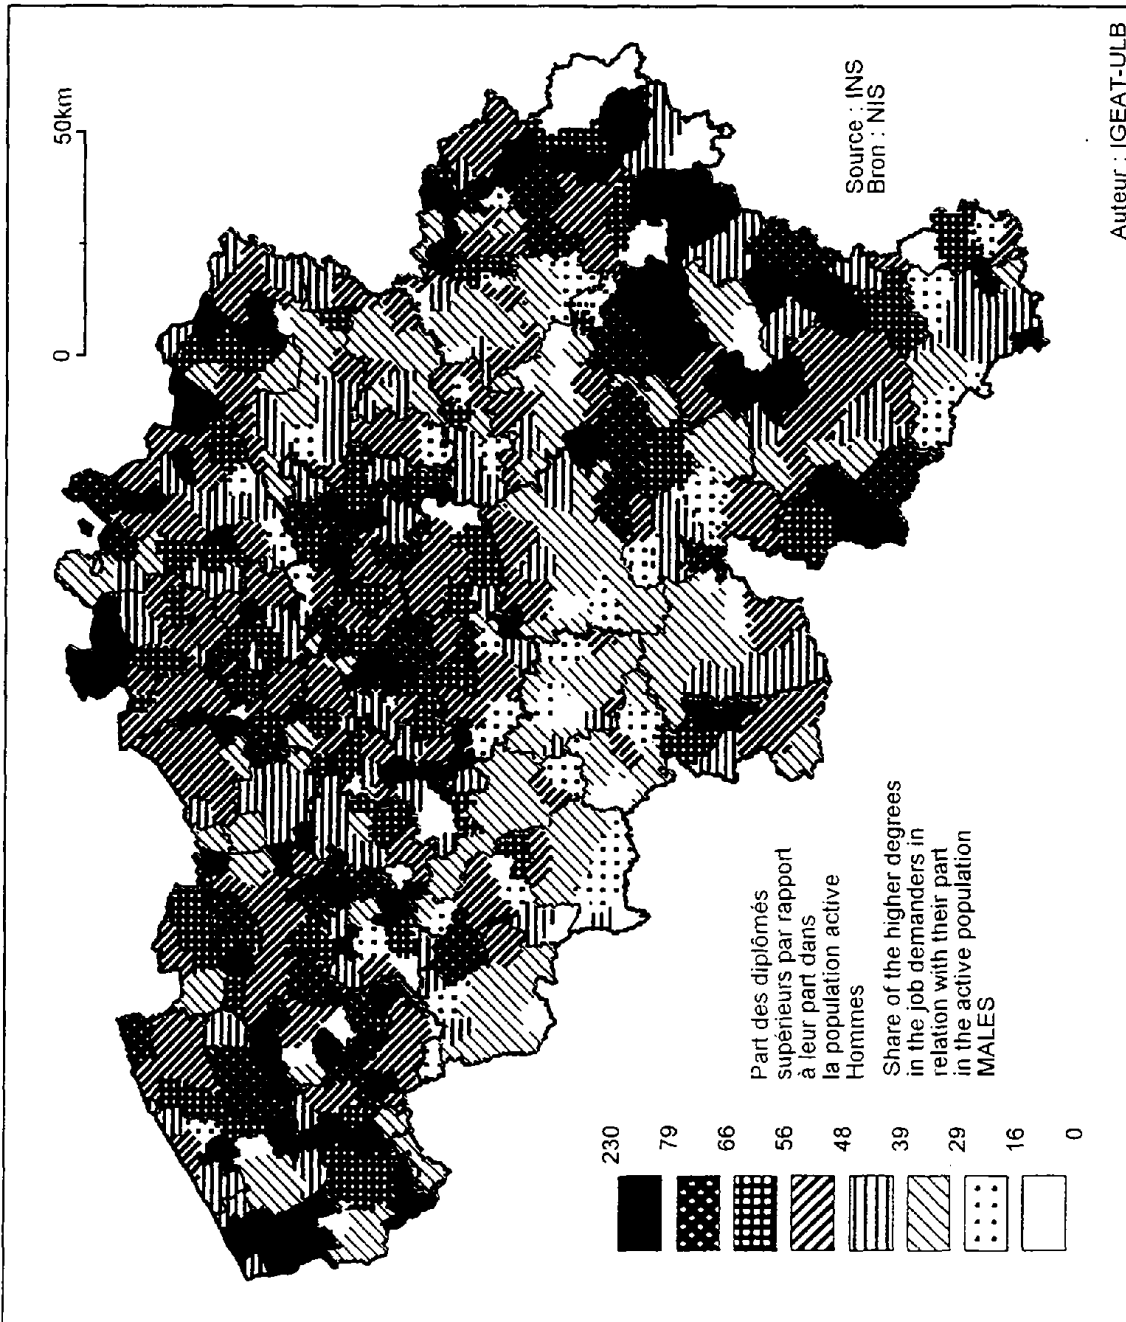 0 50km
Source : INS
Bron : NIS
Auteur : IGEAT-ULB
Part des diplômés
supérieurs par rapport
à leur part dans
la population active
Hommes
Share of the higher degrees
in the job demanders in
relation with their part
in the active population
MALES
230
79
66
56
48
39
29
16
0